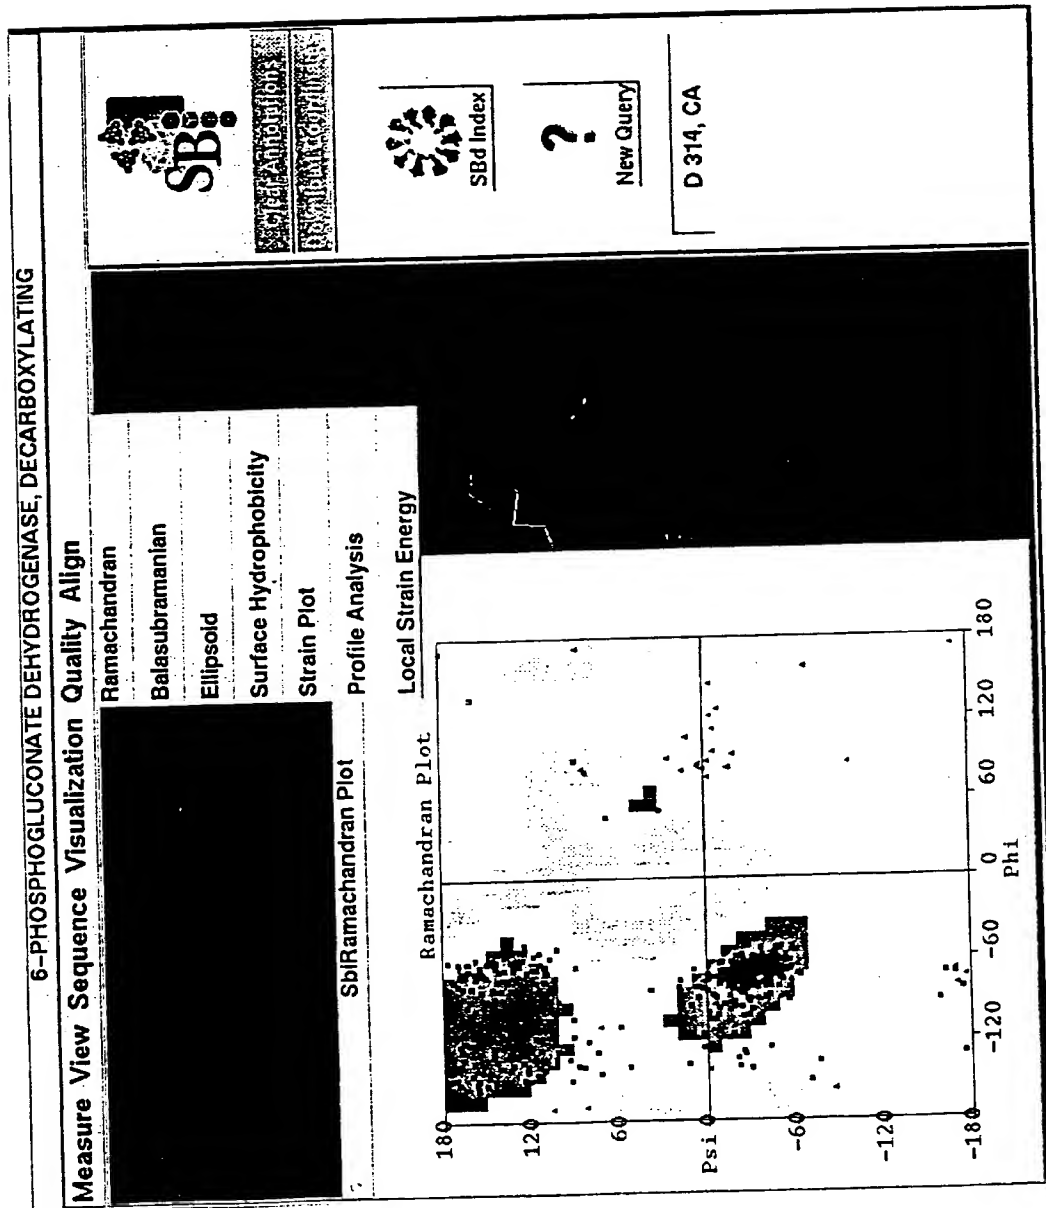 6-PHOSPHOGLUCONATE DEHYDROGENASE, DECARBOXYLATING
Measure View Sequence Visualization Quality Align
Ramachandran
Balasubramanian
Ellipsoid
Surface Hydrophobicity
Strain Plot
Profile Analysis
Local Strain Energy
SblRamachandran Plot
Ramachandran Plot
180
120
60
Psi
-60
-120
-180
-120
-60
0
60
120
180
Phi
SB
SBd Index
?
New Query
D 314, CA